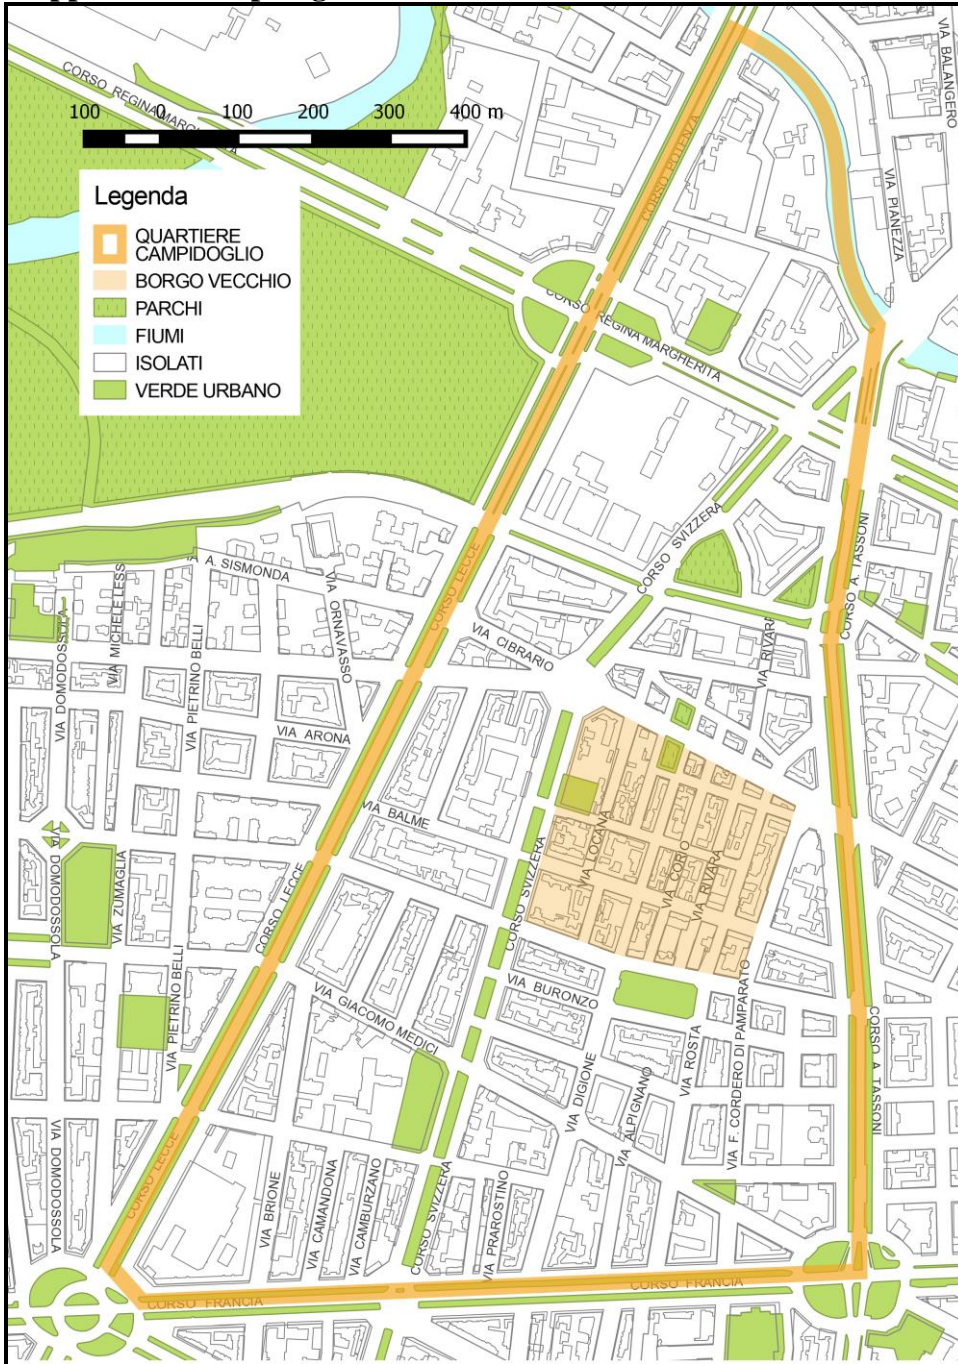 VIA BALANGERO
CORSO REGINA MAR
100 0 100 200 300 400 m
CORSO POTENZA
VIA PIANEZZA
Legenda
QUARTIERE
CAMPIDOGLIO
BORGO VECCHIO
PARCHI
FIUMI
ISOLATI
VERDE URBANO
CORSO REGINA MARGHERITA
CORSO SVIZZERA
CORSO A. TASSONI
CORSO LECCE
A. SISMONDA
VIA ORNAVASSO
VIA MICHELE LESS
VIA DOMODOSSOLA
VIA PIETRINO BELLI
VIA CIBRARIO
VIA RIVARA
VIA ARONA
VIA BALME
VIA LOCANA
VIA CORIO
VIA RIVARA
CORSO SVIZZERA
VIA DOMODOSSOLA
VIA ZUMAGLIA
CORSO LECCE
VIA PIETRINO BELLI
VIA GIACOMO MEDICI
VIA BURONZO
VIA DIGIONE
VIA ALPIGNANO
VIA ROSTA
VIA F. CORDERO DI PAMPARATO
CORSO A TASSONI
VIA DOMODOSSOLA
CORSO LECCE
VIA BRIONE
VIA CAMANDONA
VIA CAMBURZANO
CORSO SVIZZERA
VIA PRAROSTINO
CORSO FRANCIA
CORSO FRANCIA